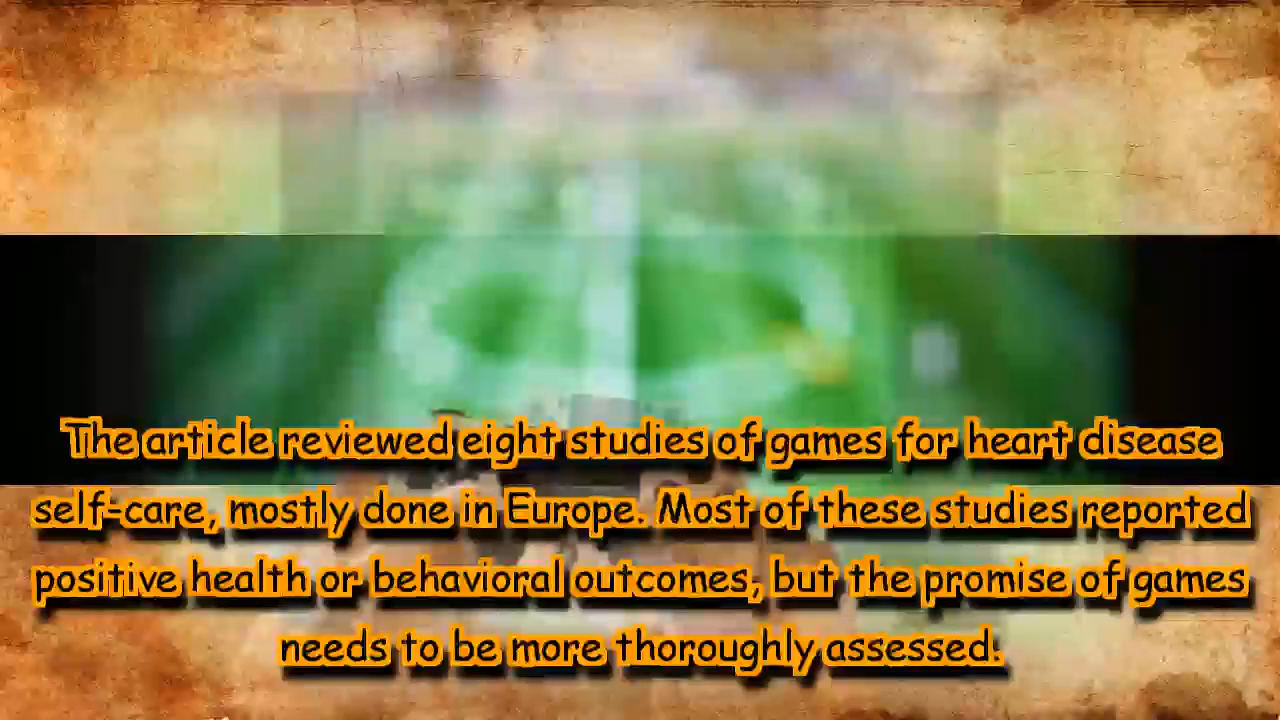 The article reviewed eight studies of games for heart disease
self-care, mostly done in Europe. Most of these studies reported
positive health or behavioral outcomes, but the promise of games
needs to be more thoroughly assessed.